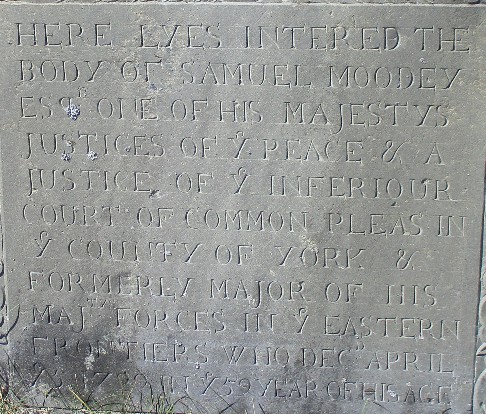 HERE LYES INTERED THE
BODY OF SAMUEL MOODEY
ESQR ONE OF HIS MAJESTYS
JUSTICES OF YE PEACE & A
JUSTICE OF YE INFERIOUR
COURT OF COMMON PLEAS IN
YE COUNTY OF YORK &
FORMERLY MAJOR OF HIS
MAJTYS FORCES IN YE EASTERN
FRONTIERS WHO DECD APRIL
IN YE 59 YEAR OF HIS AGE